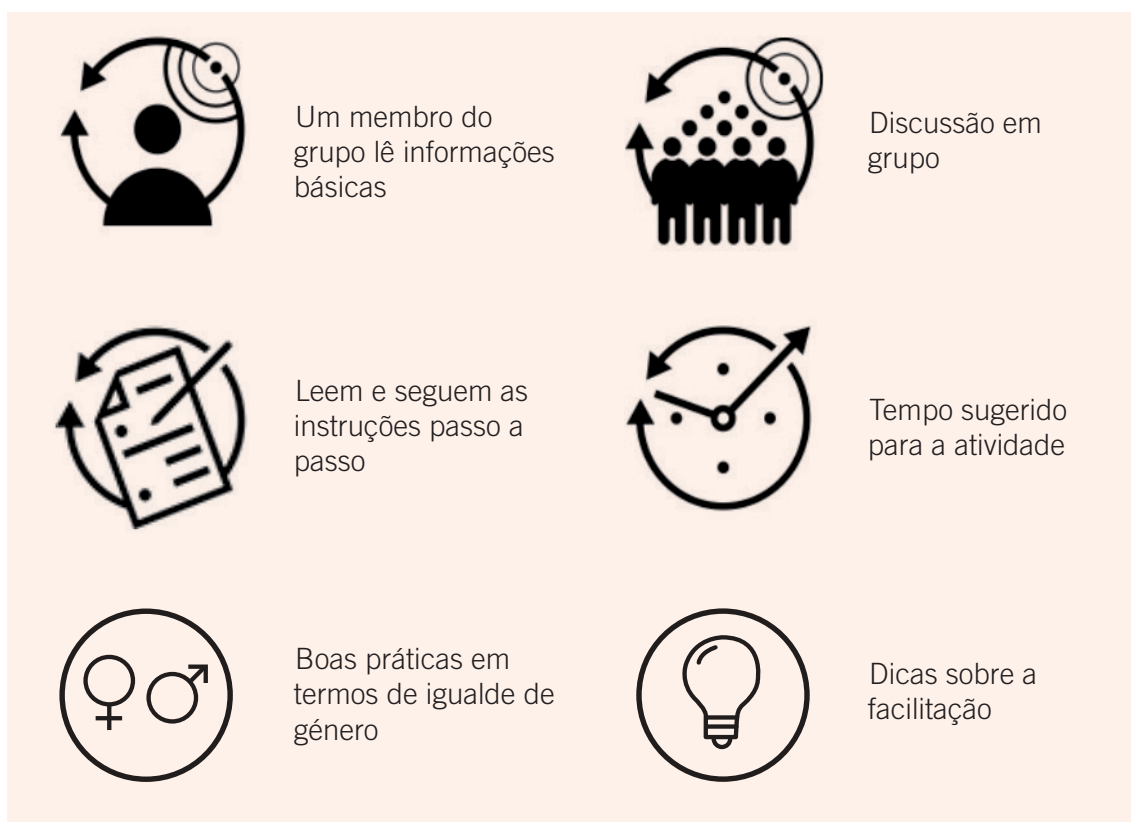 Um membro do
grupo lê informações
básicas
Discussão em
grupo
Leem e seguem as
instruções passo a
passo
Tempo sugerido
para a atividade
Boas práticas em
termos de igualde de
género
Dicas sobre a
facilitação